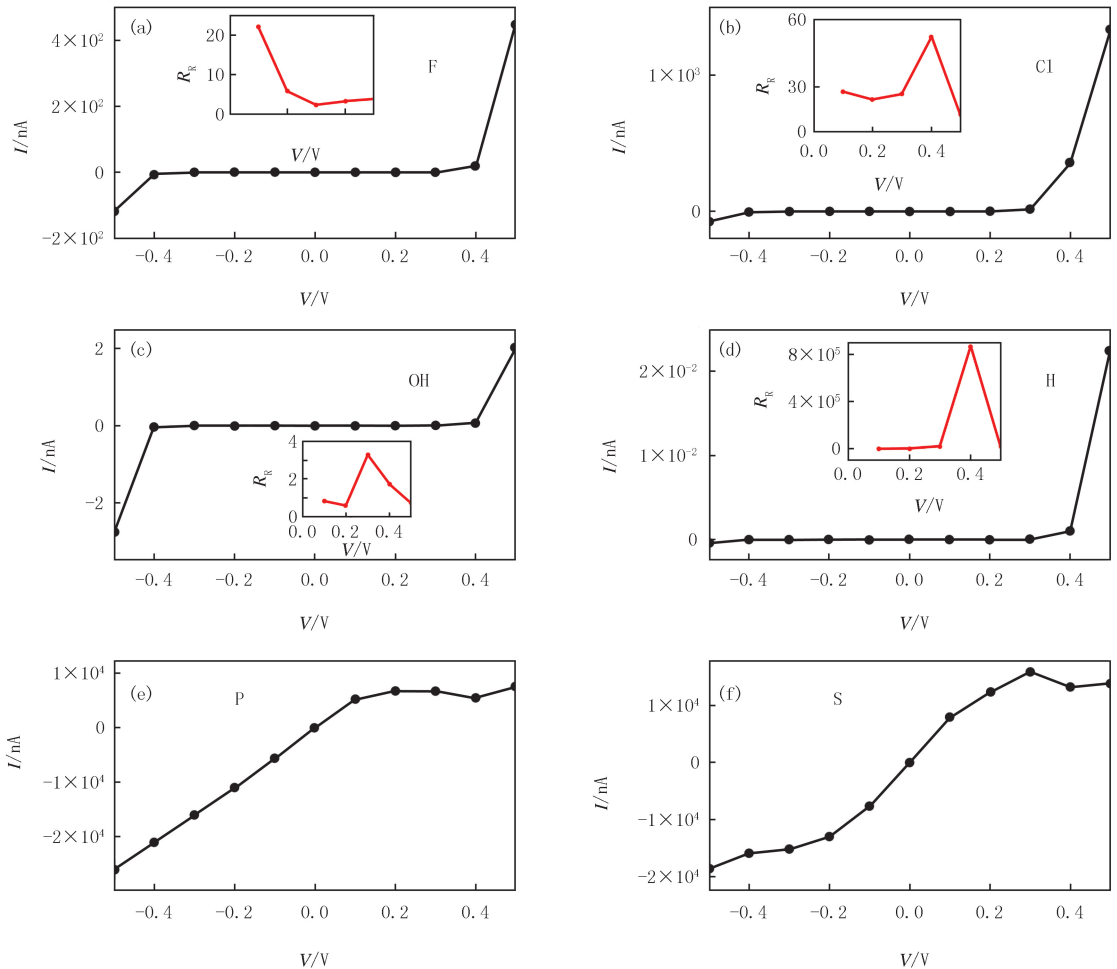 (a)
F
4×10²
2×10²
0
−2×10²
I/nA
−0.4 −0.2 0.0 0.2 0.4
V/V
20
10
0
R_R
V/V
(b)
Cl
1×10³
0
I/nA
−0.4 −0.2 0.0 0.2 0.4
V/V
60
30
0
R_R
0.0 0.2 0.4
V/V
(c)
OH
2
0
−2
I/nA
−0.4 −0.2 0.0 0.2 0.4
V/V
4
2
0
R_R
0.0 0.2 0.4
V/V
(d)
H
2×10⁻²
1×10⁻²
0
I/nA
−0.4 −0.2 0.0 0.2 0.4
V/V
8×10⁵
4×10⁵
0
R_R
0.0 0.2 0.4
V/V
(e)
P
1×10⁴
0
−1×10⁴
−2×10⁴
I/nA
−0.4 −0.2 0.0 0.2 0.4
V/V
(f)
S
1×10⁴
0
−1×10⁴
−2×10⁴
I/nA
−0.4 −0.2 0.0 0.2 0.4
V/V